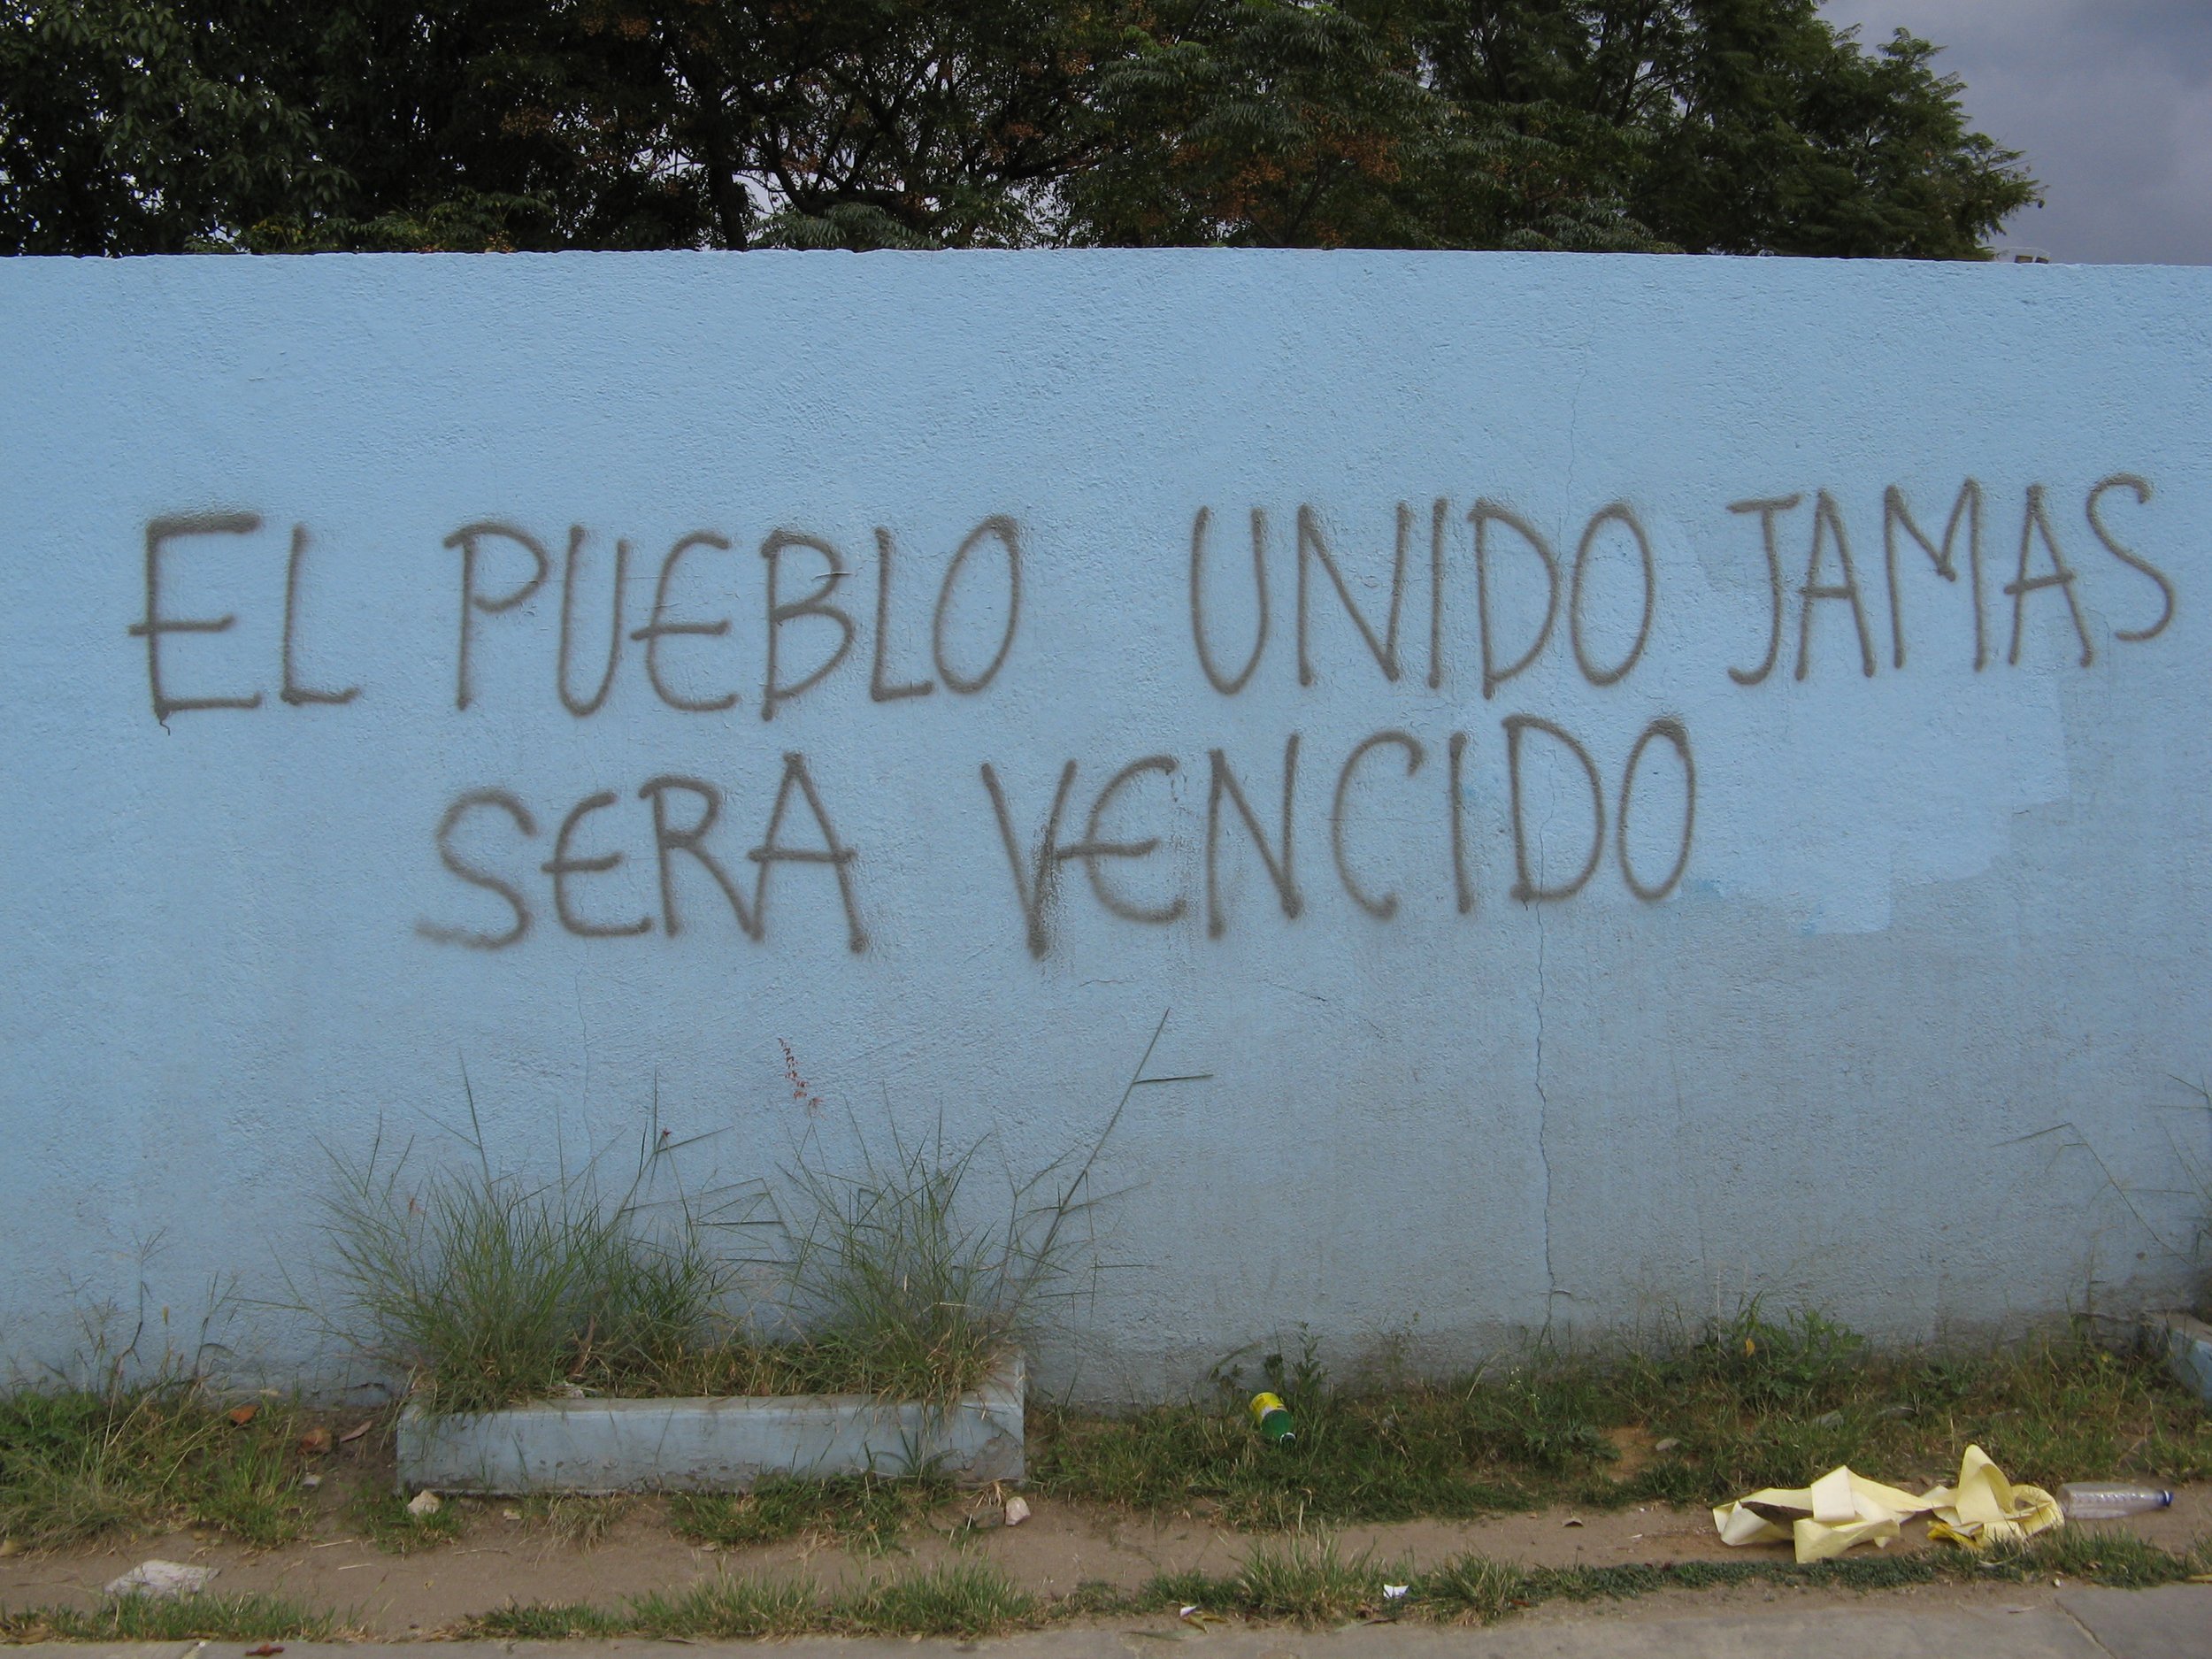 EL PUEBLO UNIDO JAMAS
SERA VENCIDO